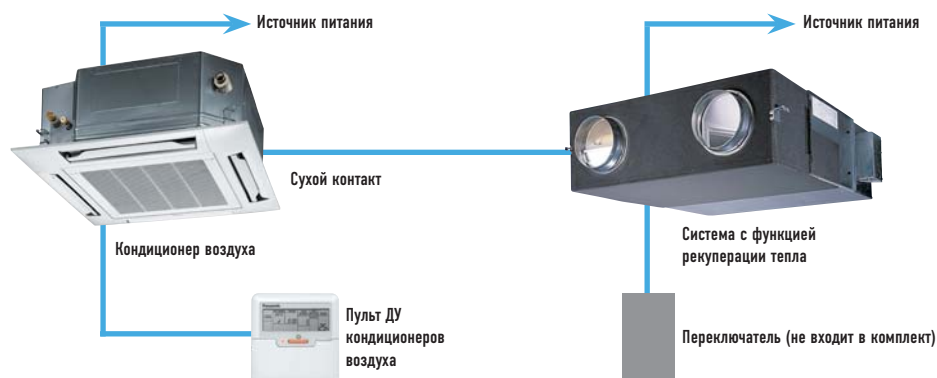 Источник питания
Источник питания
Сухой контакт
Кондиционер воздуха
Система с функцией
рекуперации тепла
Пульт ДУ
кондиционеров
воздуха
Переключатель (не входит в комплект)
Panasonic